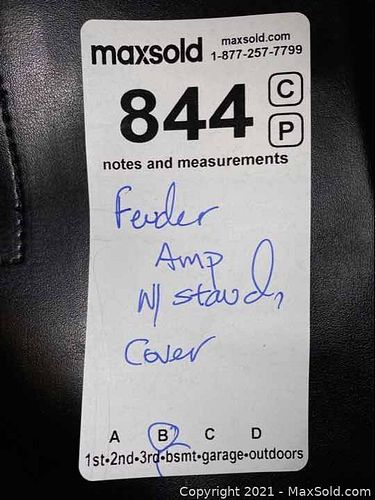 maxsold maxsold.com
1-877-257-7799
844 C
P
notes and measurements
Fender
Amp
W/ stand,
Cover
A B C D
1st•2nd•3rd•bsmt•garage•outdoors
Copyright © 2021 - MaxSold.com